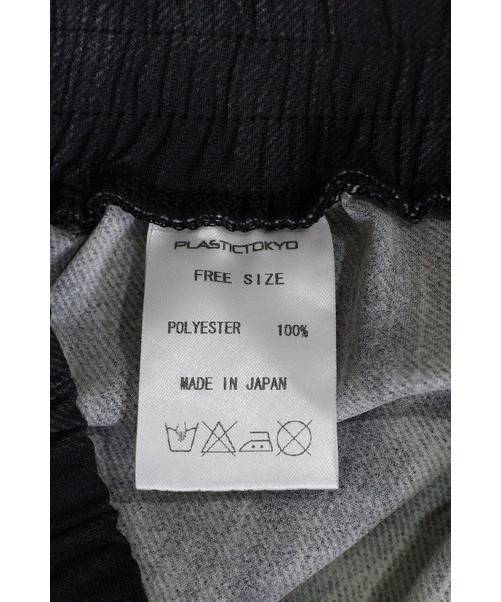 PLASTICTOKYO
FREE SIZE
POLYESTER 100%
MADE IN JAPAN